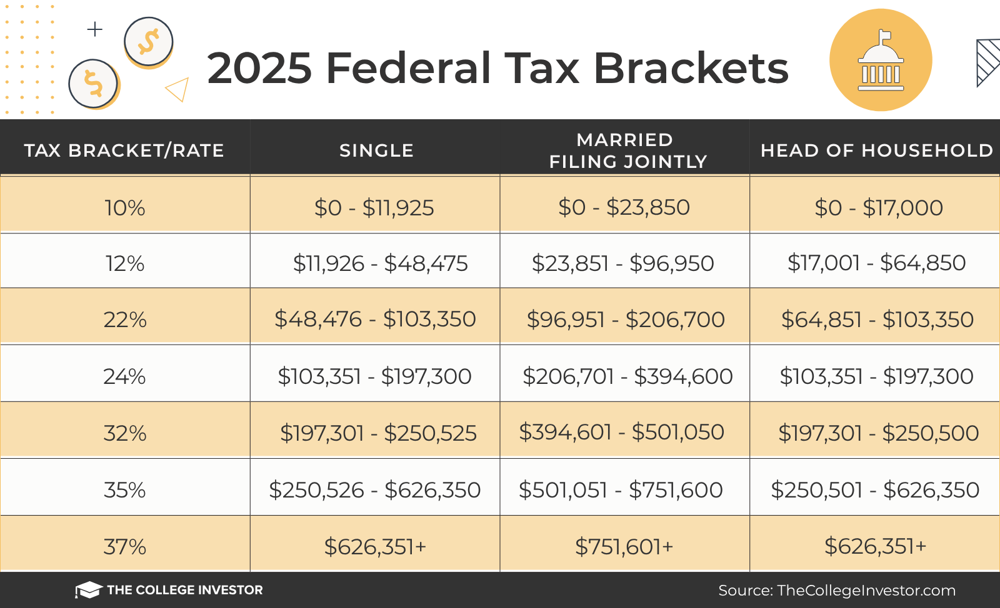 2025 Federal Tax Brackets
TAX BRACKET/RATE
SINGLE
MARRIED
FILING JOINTLY
HEAD OF HOUSEHOLD
10%
$0 - $11,925
$0 - $23,850
$0 - $17,000
12%
$11,926 - $48,475
$23,851 - $96,950
$17,001 - $64,850
22%
$48,476 - $103,350
$96,951 - $206,700
$64,851 - $103,350
24%
$103,351 - $197,300
$206,701 - $394,600
$103,351 - $197,300
32%
$197,301 - $250,525
$394,601 - $501,050
$197,301 - $250,500
35%
$250,526 - $626,350
$501,051 - $751,600
$250,501 - $626,350
37%
$626,351+
$751,601+
$626,351+
THE COLLEGE INVESTOR
Source: TheCollegeInvestor.com